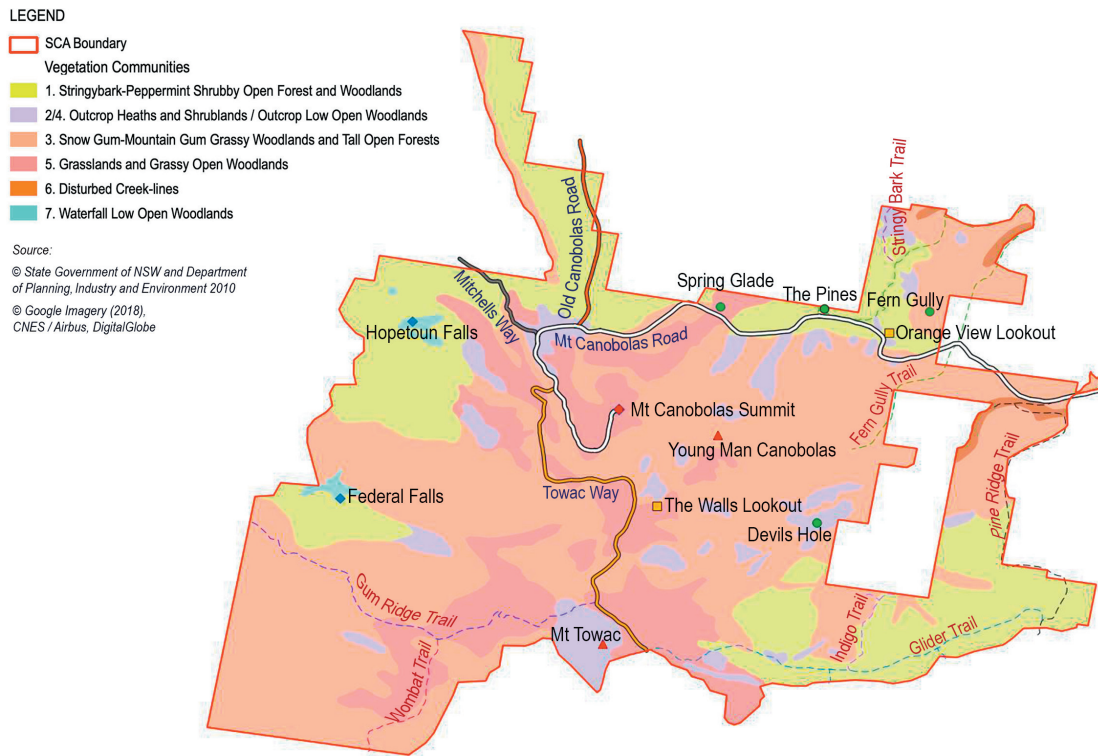 LEGEND
SCA Boundary
Vegetation Communities
1. Stringybark-Peppermint Shrubby Open Forest and Woodlands
2/4. Outcrop Heaths and Shrublands / Outcrop Low Open Woodlands
3. Snow Gum-Mountain Gum Grassy Woodlands and Tall Open Forests
5. Grasslands and Grassy Open Woodlands
6. Disturbed Creek-lines
7. Waterfall Low Open Woodlands
Source:
© State Government of NSW and Department
of Planning, Industry and Environment 2010
© Google Imagery (2018),
CNES / Airbus, DigitalGlobe
Stringy Bark Trail
Old Canobolas Road
Mitchells Way
Spring Glade
The Pines
Fern Gully
Hopetoun Falls
Mt Canobolas Road
Orange View Lookout
Fern Gully Trail
Mt Canobolas Summit
Young Man Canobolas
Pine Ridge Trail
Federal Falls
Towac Way
The Walls Lookout
Devils Hole
Gum Ridge Trail
Mt Towac
Indigo Trail
Glider Trail
Wombat Trail